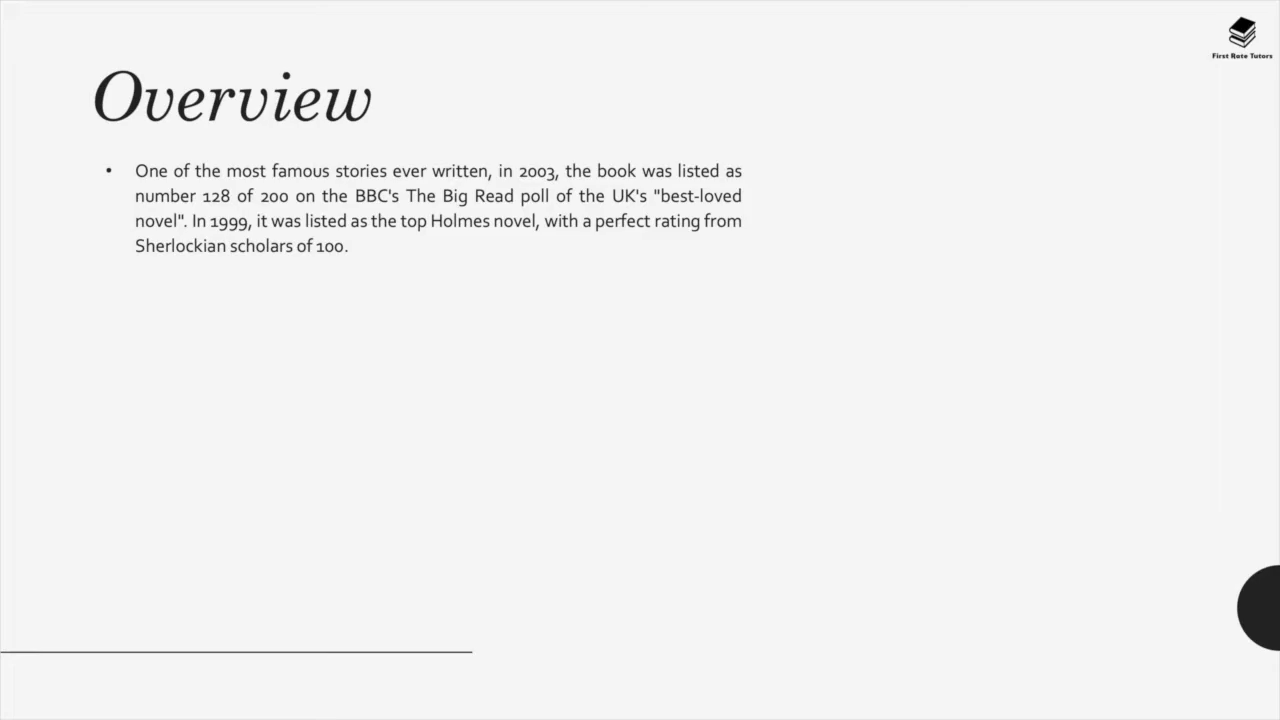 First Rate Tutors
Overview
• One of the most famous stories ever written, in 2003, the book was listed as
number 128 of 200 on the BBC's The Big Read poll of the UK's "best-loved
novel". In 1999, it was listed as the top Holmes novel, with a perfect rating from
Sherlockian scholars of 100.